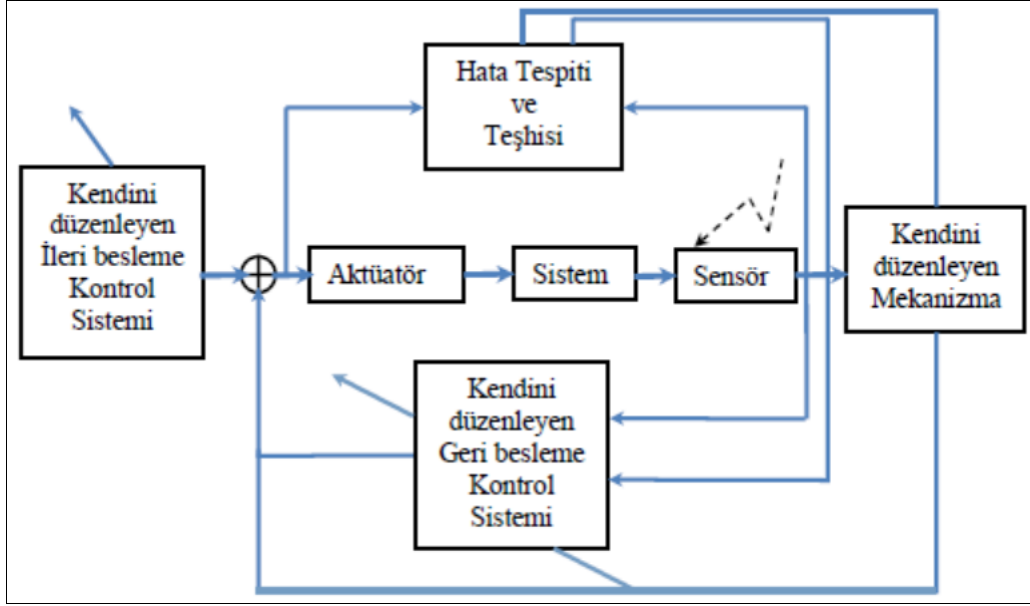 Hata Tespiti
ve
Teşhisi
Kendini
düzenleyen
İleri besleme
Kontrol
Sistemi
Aktüatör
Sistem
Sensör
Kendini
düzenleyen
Mekanizma
Kendini
düzenleyen
Geri besleme
Kontrol
Sistemi